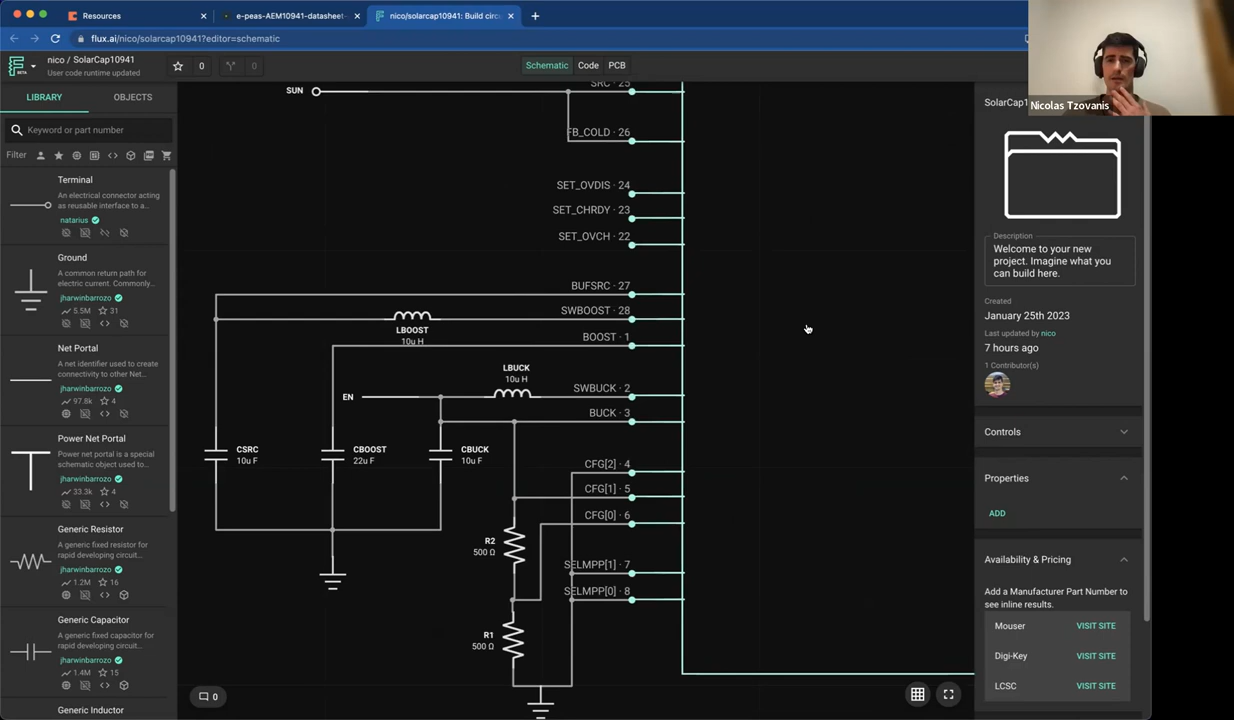 Resources
e-peas-AEM10941-datasheet-
nico/solarcap10941: Build circ
flux.ai/nico/solarcap10941?editor=schematic
BETA
nico / SolarCap10941
User code runtime updated
0
0
Schematic
Code
PCB
Nicolas Tzovanis
LIBRARY
OBJECTS
Keyword or part number
Filter
Terminal
An electrical connector acting
as reusable interface to a…
natarius
Ground
A common return path for
electric current. Commonly…
jharwinbarrozo
5.5M
31
Net Portal
A net identifier used to create
connectivity to other Net…
jharwinbarrozo
97.8k
4
Power Net Portal
Power net portal is a special
schematic object used to…
jharwinbarrozo
33.3k
4
Generic Resistor
A generic fixed resistor for
rapid developing circuit…
jharwinbarrozo
1.2M
16
Generic Capacitor
A generic fixed capacitor for
rapid developing circuit…
jharwinbarrozo
1.4M
15
Generic Inductor
SUN
SRC · 25
FB_COLD · 26
SET_OVDIS · 24
SET_CHRDY · 23
SET_OVCH · 22
BUFSRC · 27
SWBOOST · 28
LBOOST
10u H
BOOST · 1
LBUCK
10u H
SWBUCK · 2
EN
BUCK · 3
CSRC
10u F
CBOOST
22u F
CBUCK
10u F
CFG[2] · 4
CFG[1] · 5
CFG[0] · 6
R2
500 Ω
SELMPP[1] · 7
SELMPP[0] · 8
R1
500 Ω
0
SolarCap1
Description
Welcome to your new
project. Imagine what you
can build here.
Created
January 25th 2023
Last updated by nico
7 hours ago
1 Contributor(s)
Controls
Properties
ADD
Availability & Pricing
Add a Manufacturer Part Number to
see inline results.
Mouser
VISIT SITE
Digi-Key
VISIT SITE
LCSC
VISIT SITE